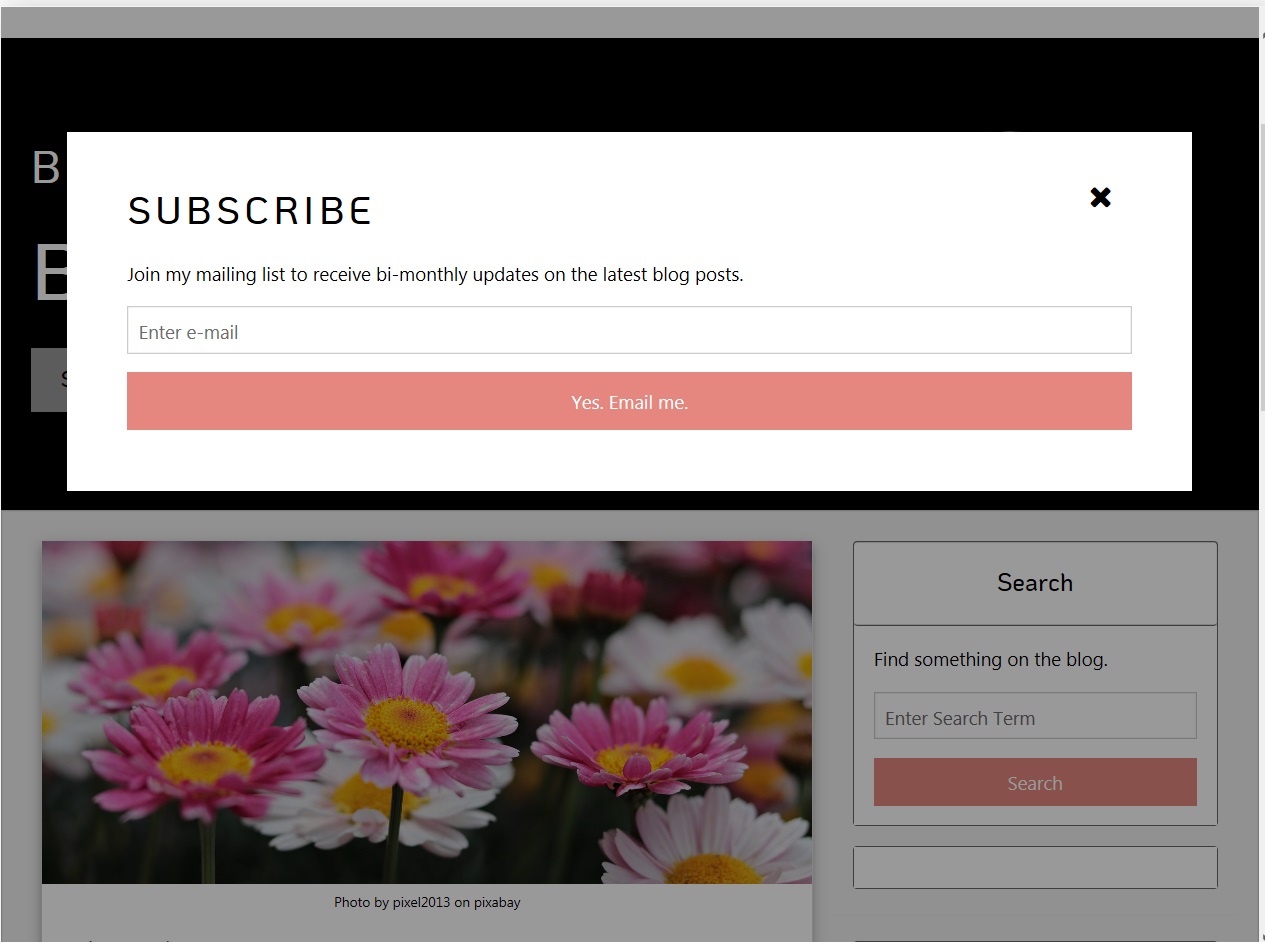 B
SUBSCRIBE
B
Join my mailing list to receive bi-monthly updates on the latest blog posts.
Enter e-mail
S
Yes. Email me.
Search
Find something on the blog.
Enter Search Term
Search
Photo by pixel2013 on pixabay